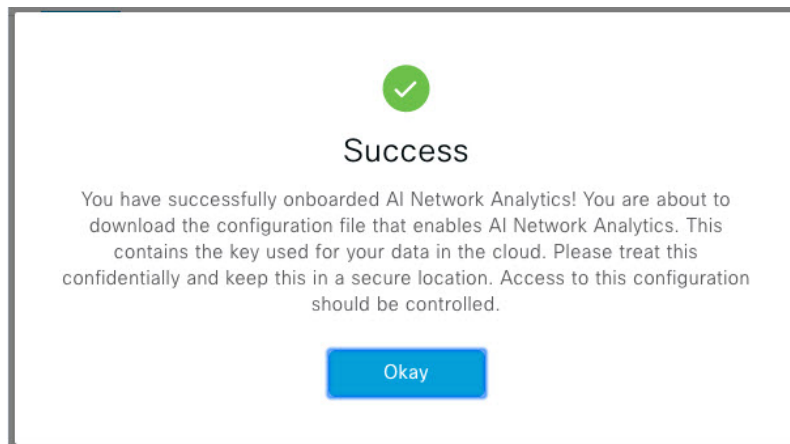 Success
You have successfully onboarded AI Network Analytics! You are about to
download the configuration file that enables AI Network Analytics. This
contains the key used for your data in the cloud. Please treat this
confidentially and keep this in a secure location. Access to this configuration
should be controlled.
Okay